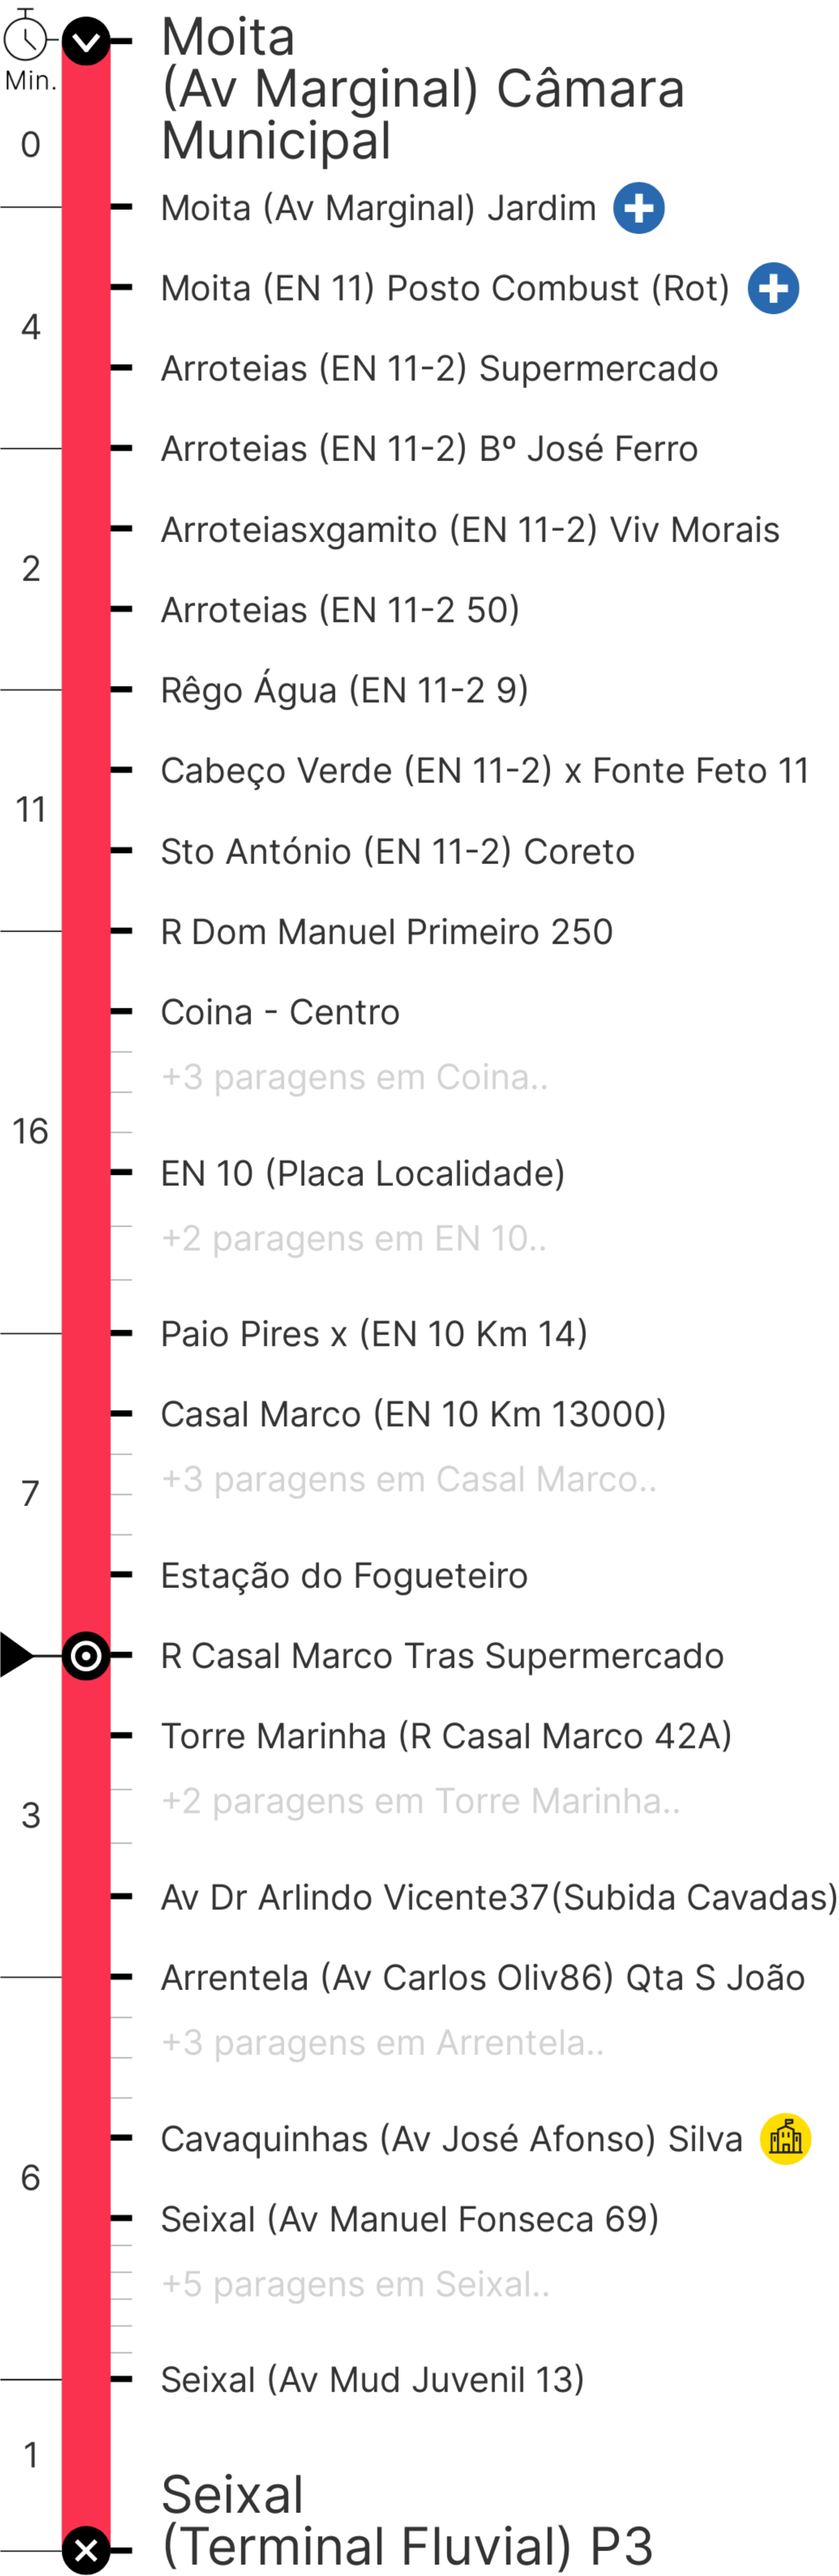 Moita
(Av Marginal) Câmara
Municipal
Min.
0
Moita (Av Marginal) Jardim
Moita (EN 11) Posto Combust (Rot)
4
Arroteias (EN 11-2) Supermercado
Arroteias (EN 11-2) Bº José Ferro
Arroteiasxgamito (EN 11-2) Viv Morais
2
Arroteias (EN 11-2 50)
Rêgo Água (EN 11-2 9)
Cabeço Verde (EN 11-2) x Fonte Feto 11
11
Sto António (EN 11-2) Coreto
R Dom Manuel Primeiro 250
Coina - Centro
+3 paragens em Coina..
16
EN 10 (Placa Localidade)
+2 paragens em EN 10..
Paio Pires x (EN 10 Km 14)
Casal Marco (EN 10 Km 13000)
+3 paragens em Casal Marco..
7
Estação do Fogueteiro
R Casal Marco Tras Supermercado
Torre Marinha (R Casal Marco 42A)
+2 paragens em Torre Marinha..
3
Av Dr Arlindo Vicente37(Subida Cavadas)
Arrentela (Av Carlos Oliv86) Qta S João
+3 paragens em Arrentela..
Cavaquinhas (Av José Afonso) Silva
6
Seixal (Av Manuel Fonseca 69)
+5 paragens em Seixal..
Seixal (Av Mud Juvenil 13)
1
Seixal
(Terminal Fluvial) P3